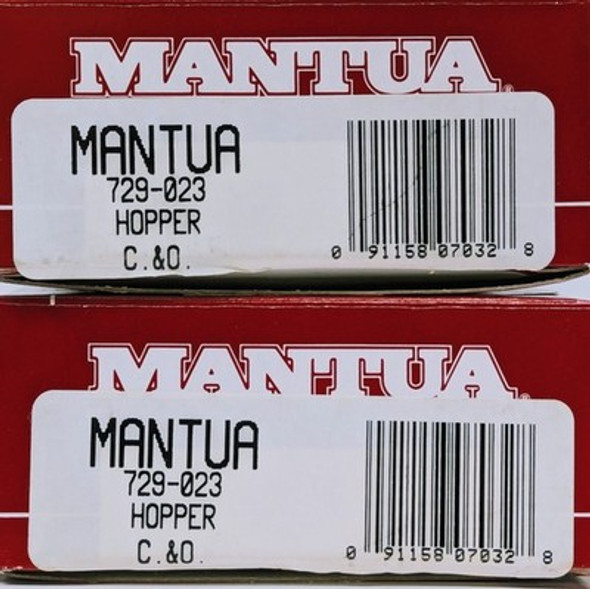 MANTUA®
MANTUA
729-023
HOPPER
C.&O.
0 91158 07032 8
MANTUA®
MANTUA
729-023
HOPPER
C.&O.
0 91158 07032 8